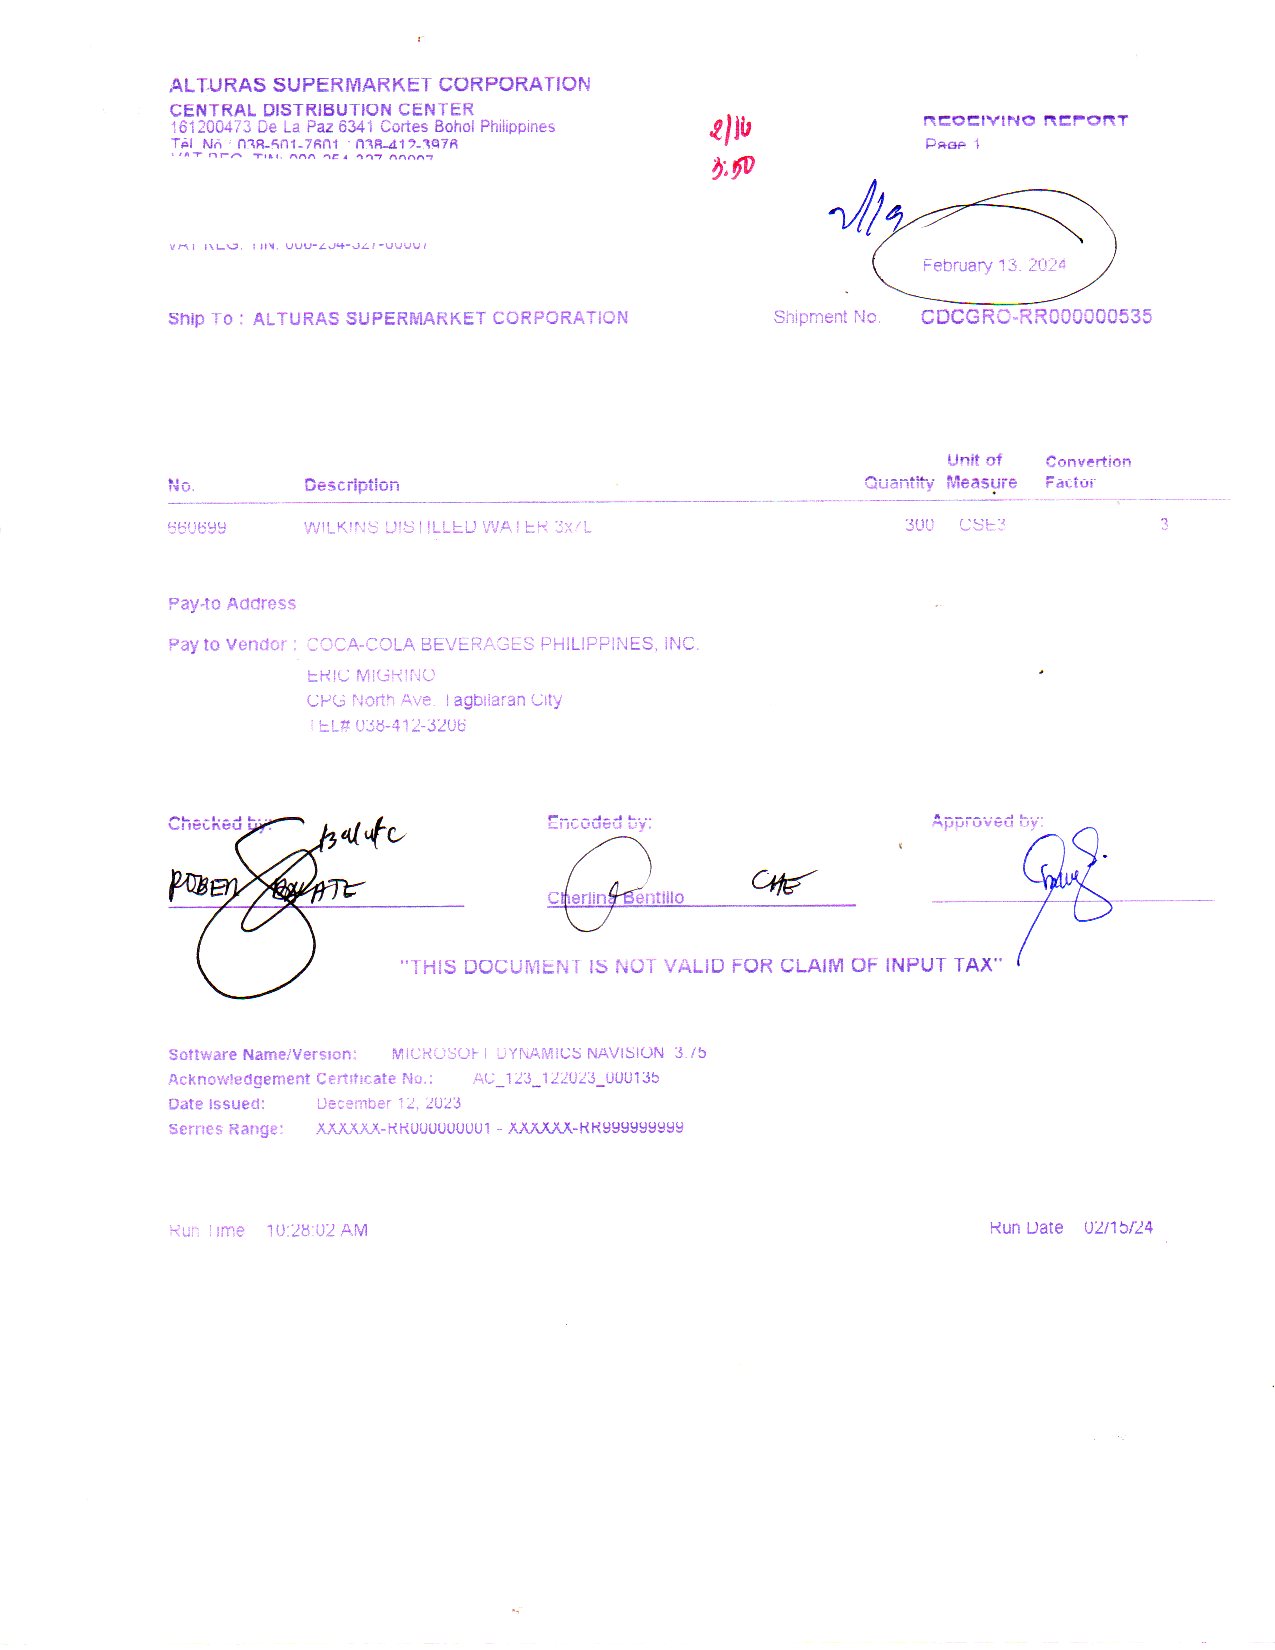 ALTURAS SUPERMARKET CORPORATION
CENTRAL DISTRIBUTION CENTER
161200473 De La Paz 6341 Cortes Bohol Philippines
Tel. No : 038-501-7601 : 038-412-3976
RECEIVING REPORT
Page 1
2/16
3:50
2/19
VAT REG. TIN: 000-254-327-00007
February 13, 2024
Ship To : ALTURAS SUPERMARKET CORPORATION
Shipment No. CDCGRO-RR000000535
No. Description Quantity Unit of Measure Convertion Factor
660699 WILKINS DISTILLED WATER 3x7L 300 CSE3 3
Pay-to Address
Pay to Vendor : COCA-COLA BEVERAGES PHILIPPINES, INC.
ERIC MIGRINO
CPG North Ave. Tagbilaran City
TEL# 038-412-3206
Checked by: Encoded by: Approved by:
Cherling Bentillo CHE
"THIS DOCUMENT IS NOT VALID FOR CLAIM OF INPUT TAX"
Software Name/Version: MICROSOFT DYNAMICS NAVISION 3.75
Acknowledgement Certificate No.: AC_123_122023_000135
Date Issued: December 12, 2023
Serries Range: XXXXXX-RR000000001 - XXXXXX-RR999999999
Run Time 10:28:02 AM
Run Date 02/15/24